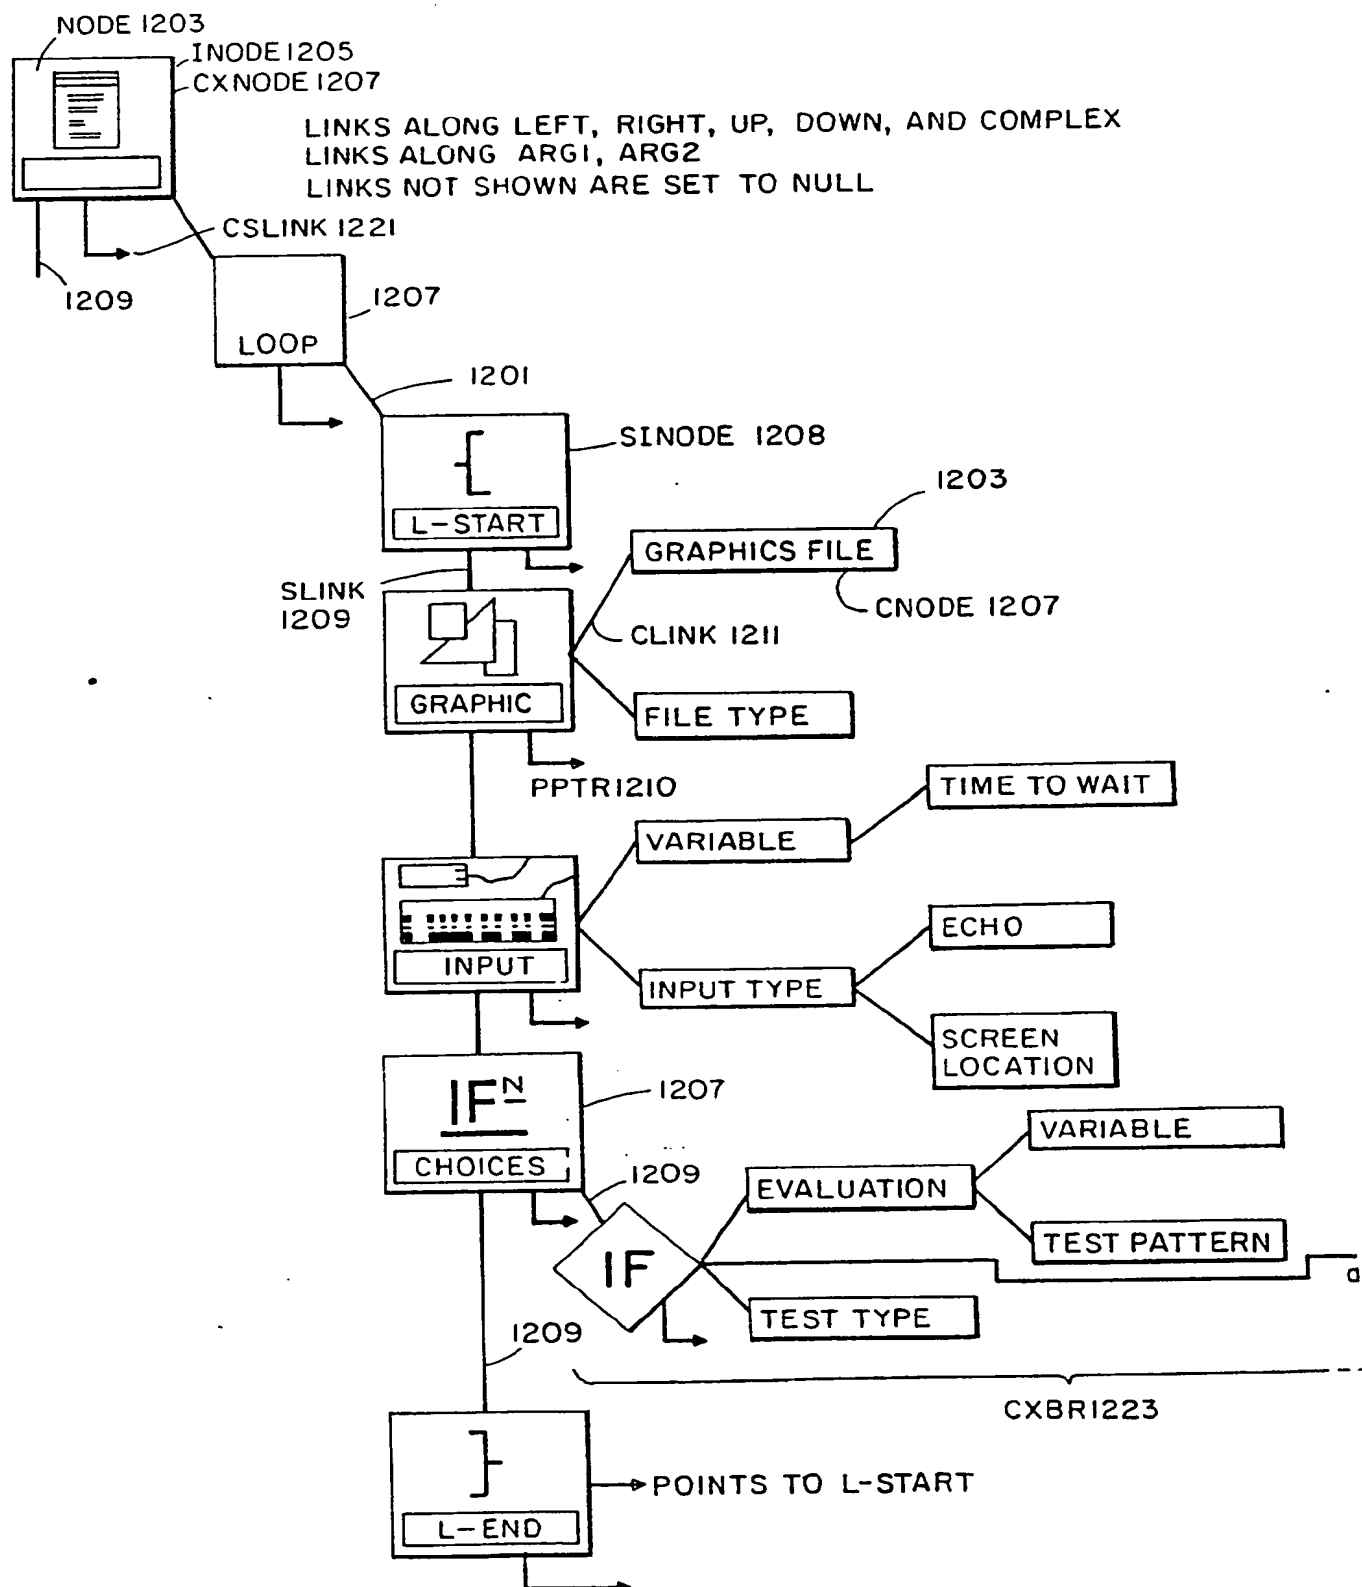 NODE 1203
INODE 1205
CXNODE 1207
LINKS ALONG LEFT, RIGHT, UP, DOWN, AND COMPLEX
LINKS ALONG ARG1, ARG2
LINKS NOT SHOWN ARE SET TO NULL
CSLINK 1221
1209
1207
LOOP
1201
SINODE 1208
L-START
1203
GRAPHICS FILE
SLINK
1209
CNODE 1207
CLINK 1211
GRAPHIC
FILE TYPE
PPTR1210
TIME TO WAIT
VARIABLE
ECHO
INPUT
INPUT TYPE
SCREEN
LOCATION
IF N
1207
VARIABLE
CHOICES
1209
EVALUATION
TEST PATTERN
IF
a
TEST TYPE
1209
CXBR1223
POINTS TO L-START
L-END